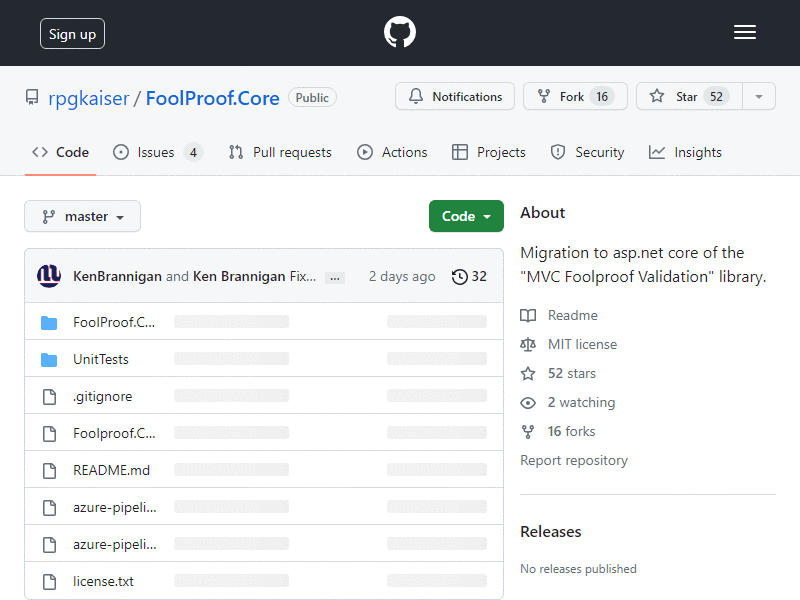 Sign up
rpgkaiser / FoolProof.Core Public
Notifications Fork 16 Star 52
Code Issues 4 Pull requests Actions Projects Security Insights
master Code
KenBrannigan and Ken Brannigan Fix... ... 2 days ago 32
FoolProof.C...
UnitTests
.gitignore
Foolproof.C...
README.md
azure-pipeli...
azure-pipeli...
license.txt
About
Migration to asp.net core of the
"MVC Foolproof Validation" library.
Readme
MIT license
52 stars
2 watching
16 forks
Report repository
Releases
No releases published